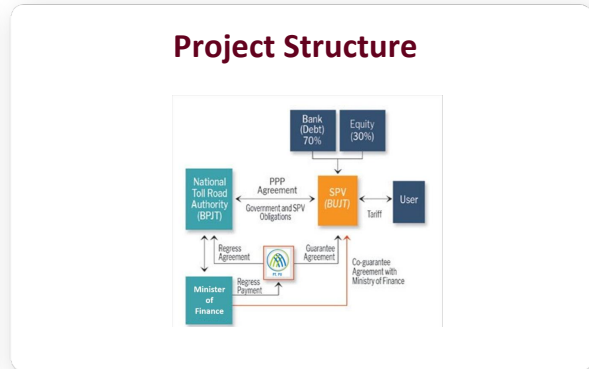 Project Structure
Bank
(Debt)
70%
Equity
(30%)
National
Toll Road
Authority
(BPJT)
PPP
Agreement
Government and SPV
Obligations
SPV
(BUJT)
Tariff
User
Regress
Agreement
Guarantee
Agreement
Co-guarantee
Agreement with
Ministry of Finance
Regress
Payment
Minister
of
Finance